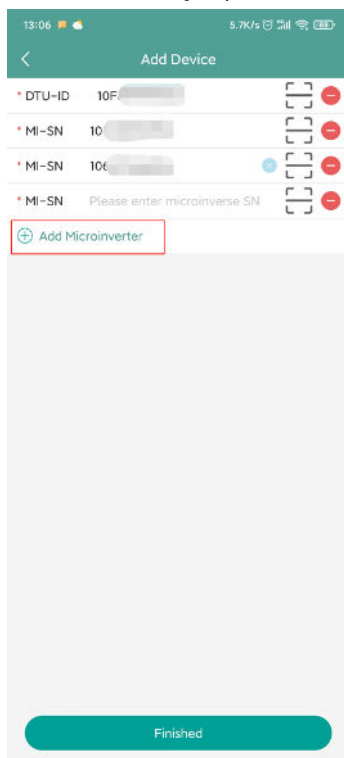 13:06 5.7K/s
Add Device
* DTU-ID 10F
* MI-SN 10
* MI-SN 106
* MI-SN Please enter microinverse SN
Add Microinverter
Finished